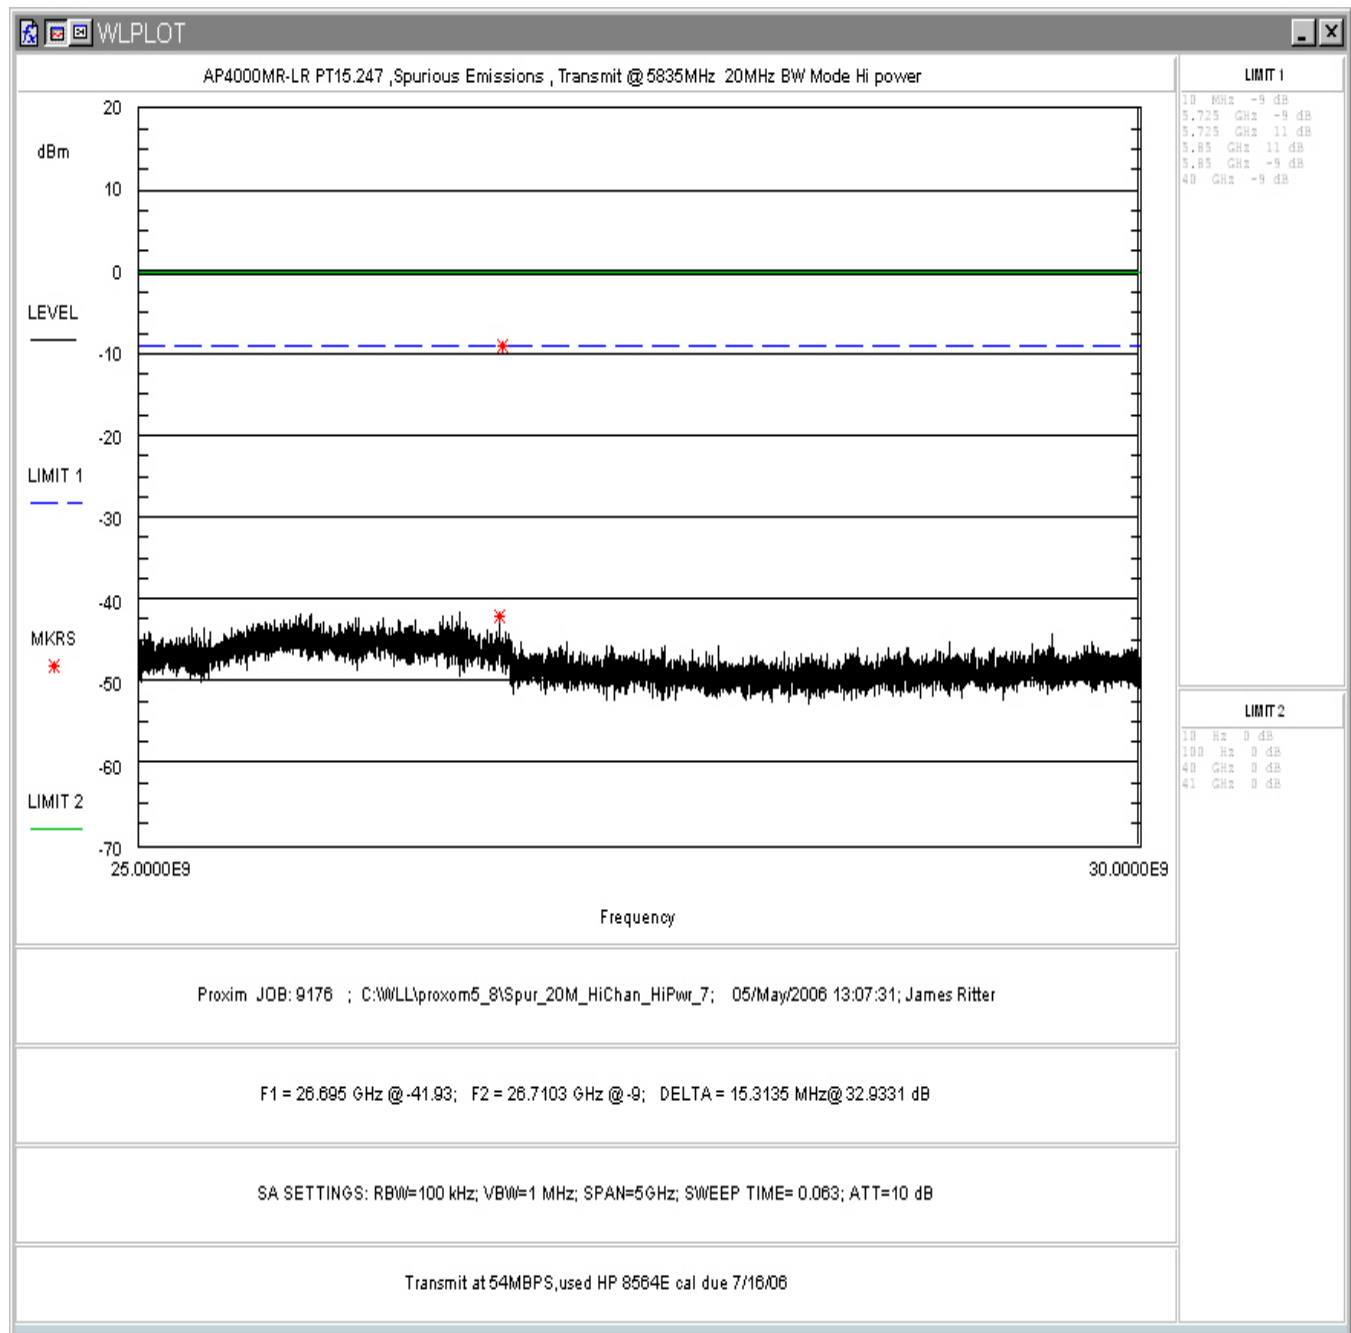 WLPLOT
AP4000MR-LR PT15.247 ,Spurious Emissions , Transmit @ 5835MHz 20MHz BW Mode Hi power
20
dBm
10
0
LEVEL
-10
-20
LIMIT 1
-30
-40
MKRS
-50
-60
LIMIT 2
-70
25.0000E9
30.0000E9
Frequency
LIMIT 1
10 MHz -9 dB
5.725 GHz -9 dB
5.725 GHz 11 dB
5.85 GHz 11 dB
5.85 GHz -9 dB
40 GHz -9 dB
LIMIT 2
10 Hz 0 dB
100 Hz 0 dB
40 GHz 0 dB
41 GHz 0 dB
Proxim JOB: 9176 ; C:\WLL\proxom5_8\Spur_20M_HiChan_HiPwr_7; 05/May/2006 13:07:31; James Ritter
F1 = 26.695 GHz @ -41.93; F2 = 26.7103 GHz @ -9; DELTA = 15.3135 MHz@ 32.9331 dB
SA SETTINGS: RBW=100 kHz; VBW=1 MHz; SPAN=5GHz; SWEEP TIME= 0.063; ATT=10 dB
Transmit at 54MBPS,used HP 8564E cal due 7/16/06